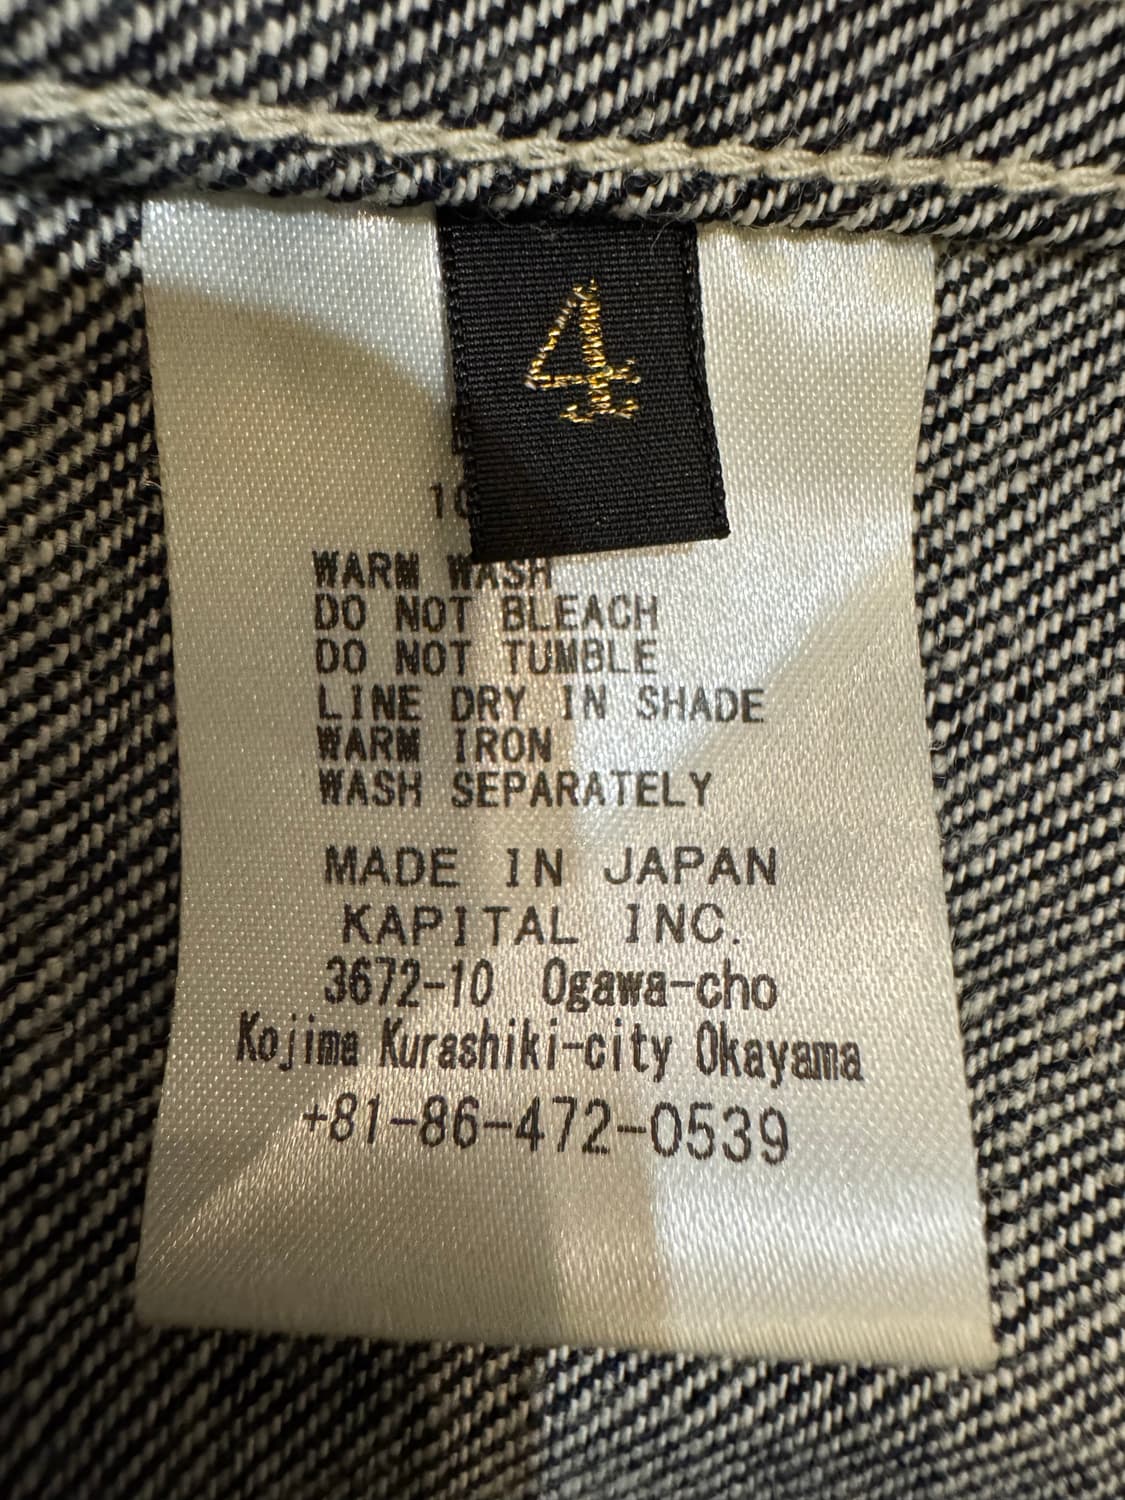 4
WARM WASH
DO NOT BLEACH
DO NOT TUMBLE
LINE DRY IN SHADE
WARM IRON
WASH SEPARATELY
MADE IN JAPAN
KAPITAL INC.
3672-10 Ogawa-cho
Kojima Kurashiki-city Okayama
+81-86-472-0539